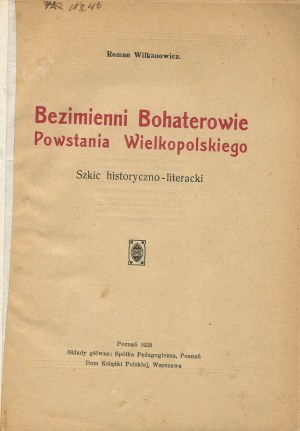 Roman Wilkanowicz.
Bezimienni Bohaterowie
Powstania Wielkopolskiego
Szkic historyczno-literacki
Poznań 1928
Składy główne: Spółka Pedagogiczna, Poznań
Dom Książki Polskiej, Warszawa